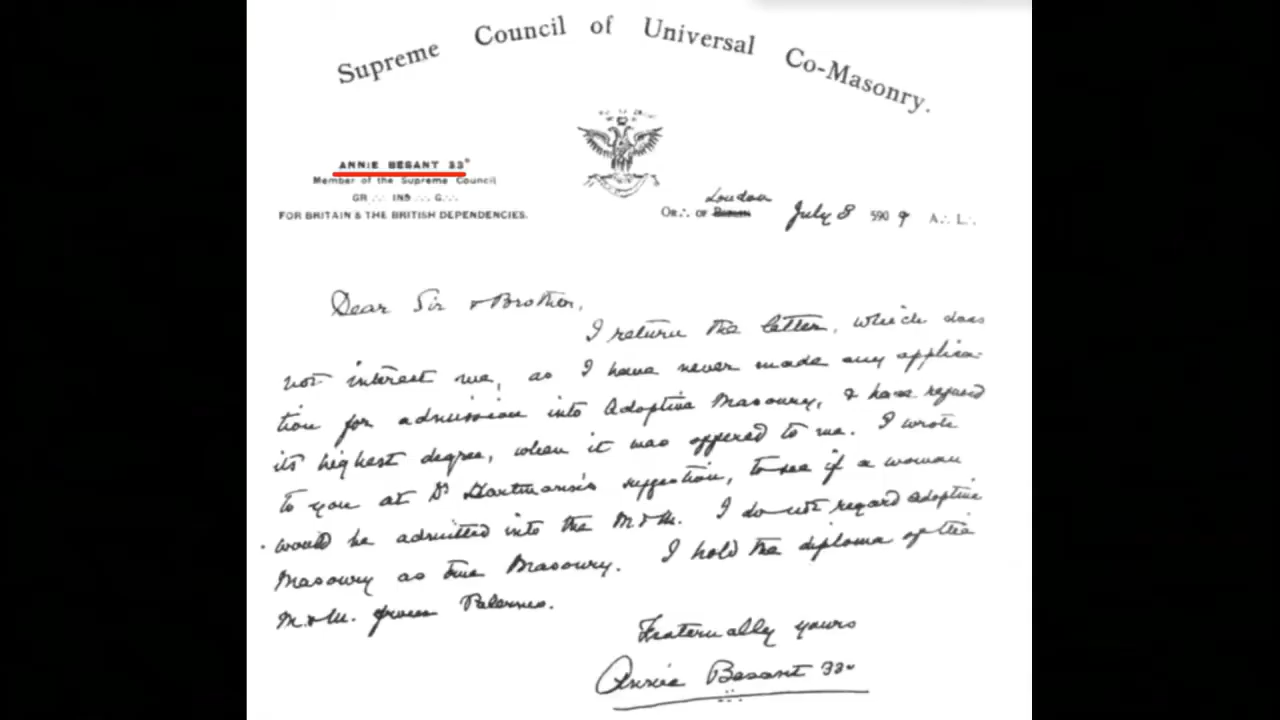 Supreme Council of Universal Co-Masonry.
ANNIE BESANT 33°
Member of the Supreme Council
GR∴ INS∴ G∴
FOR BRITAIN & THE BRITISH DEPENDENCIES.
London
OR∴ OF July 8 5909 A∴ L∴
Dear Sir & Brother,
I return the letter, which does
not interest me, as I have never made any applica-
tion for admission into Adoptive Masonry, & have refused
its highest degree, when it was offered to me. I wrote
to you at Dr Hartmann's suggestion, to see if a woman
would be admitted into the M & M. I do not regard Adoptive
Masonry as true Masonry. I hold the diploma of the
M. & M. from Palermo.
Fraternally yours
Annie Besant 33°